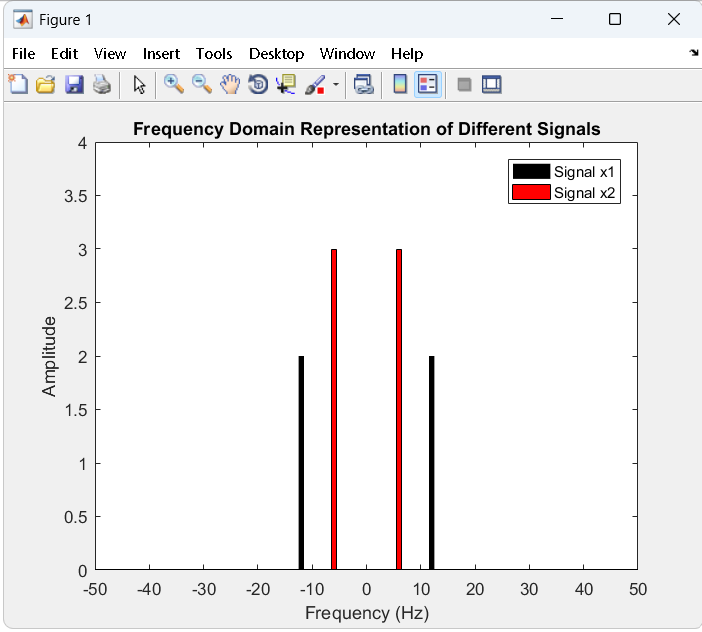 Figure 1
File Edit View Insert Tools Desktop Window Help
Frequency Domain Representation of Different Signals
4
Signal x1
Signal x2
3.5
3
2.5
2
1.5
1
0.5
0
Amplitude
-50 -40 -30 -20 -10 0 10 20 30 40 50
Frequency (Hz)